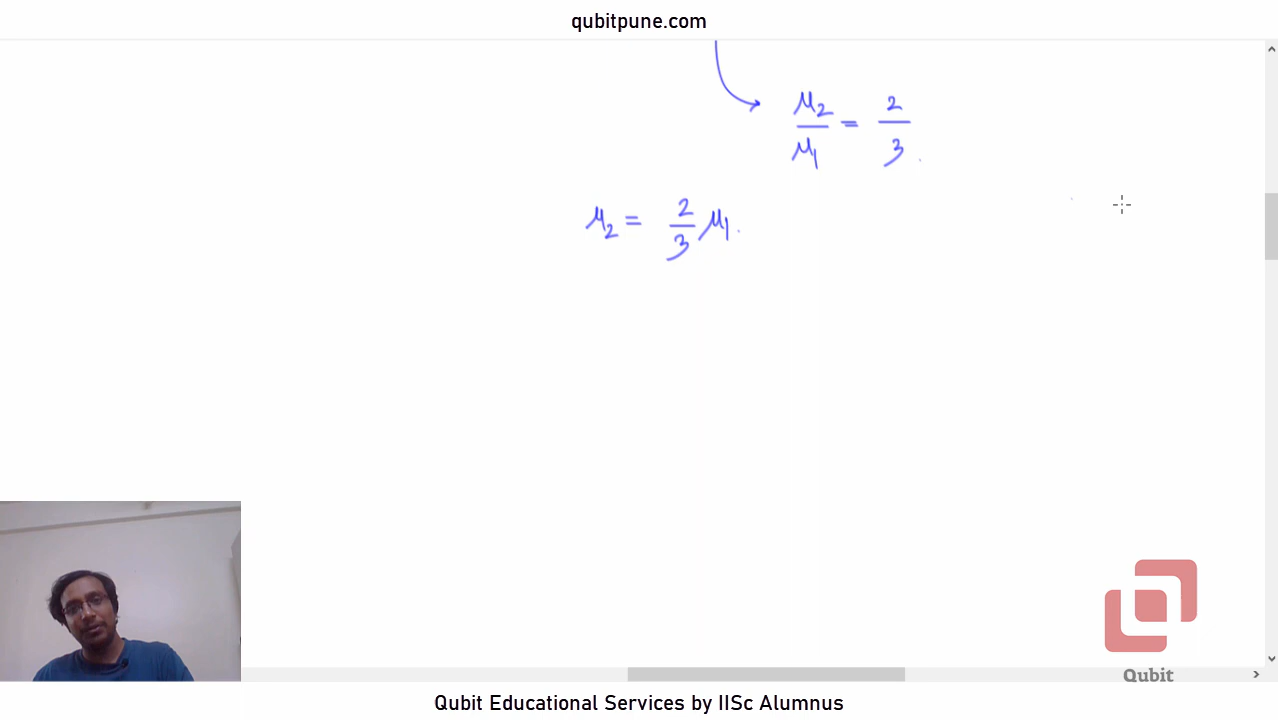 qubitpune.com
μ₂/μ₁ = 2/3.
μ₂ = 2/3 μ₁.
Qubit
Qubit Educational Services by IISc Alumnus